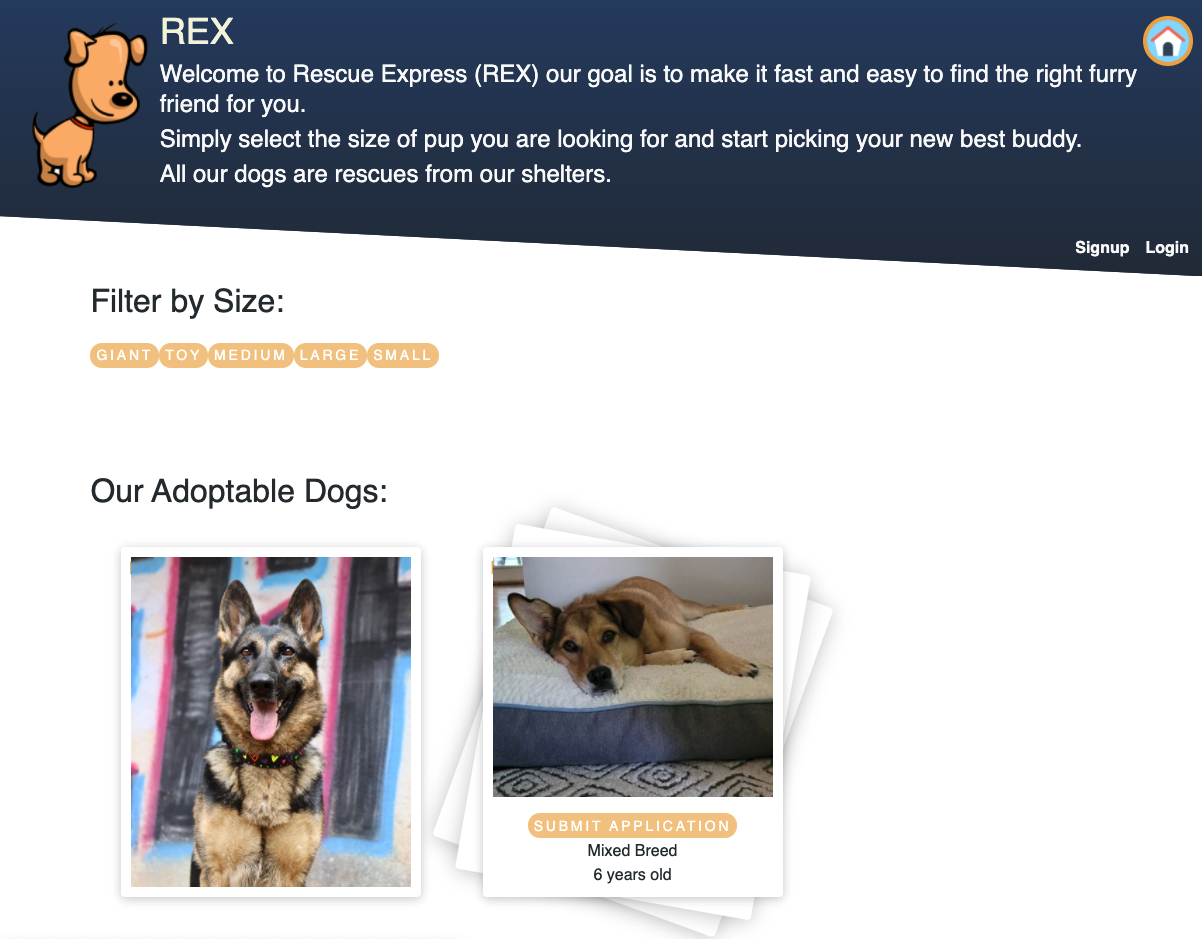 REX
Welcome to Rescue Express (REX) our goal is to make it fast and easy to find the right furry
friend for you.
Simply select the size of pup you are looking for and start picking your new best buddy.
All our dogs are rescues from our shelters.
Signup Login
Filter by Size:
GIANT TOY MEDIUM LARGE SMALL
Our Adoptable Dogs:
SUBMIT APPLICATION
Mixed Breed
6 years old